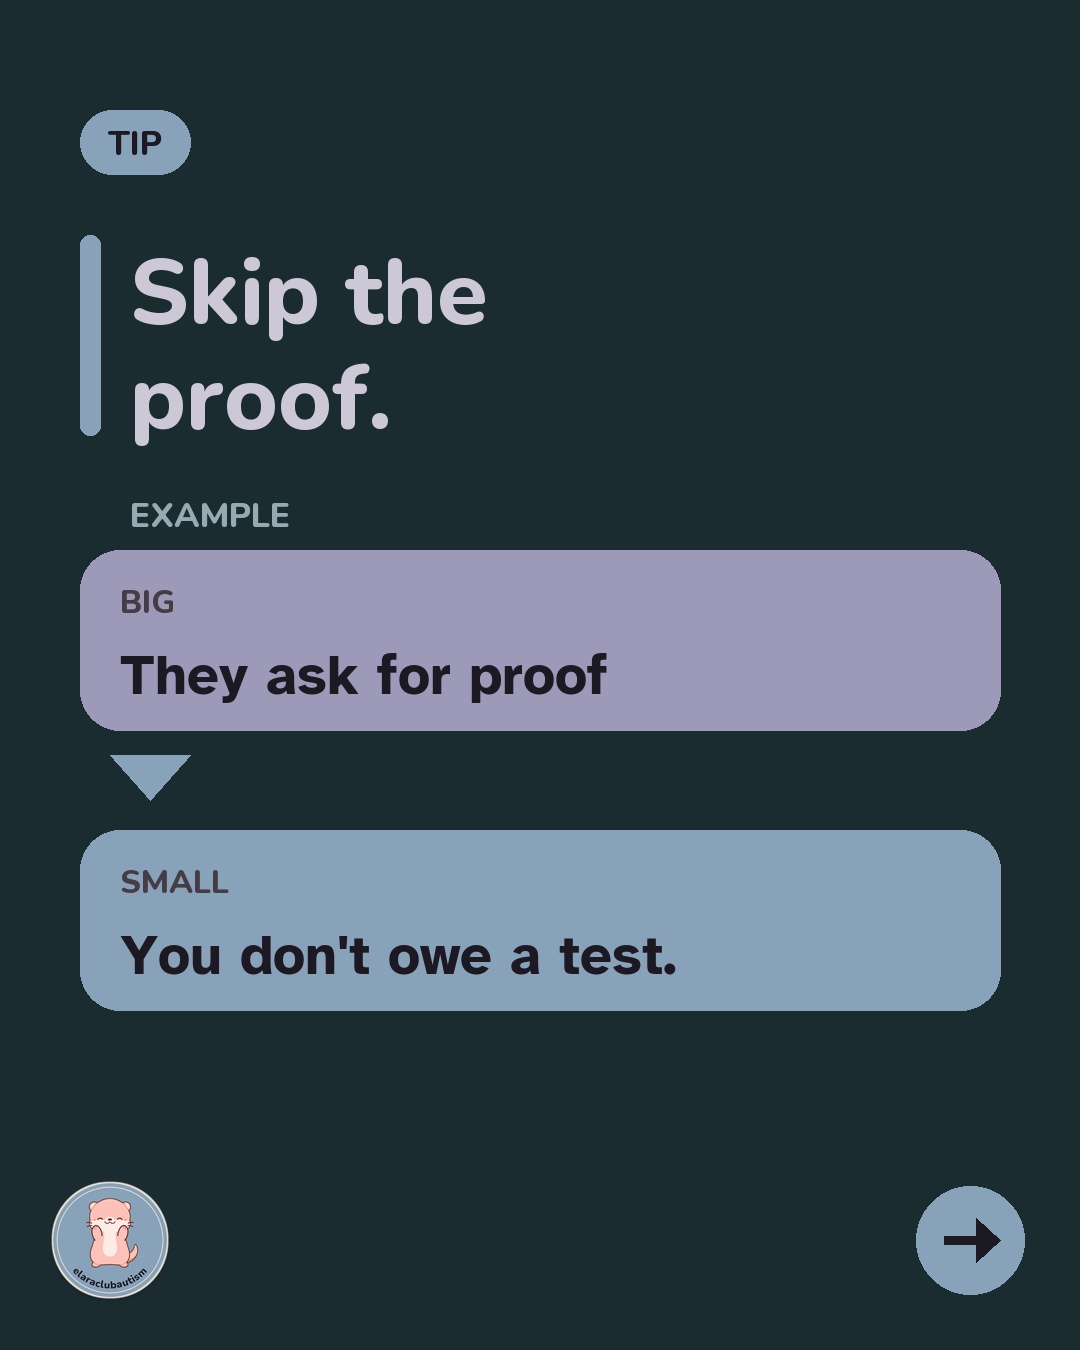 TIP
Skip the
proof.
EXAMPLE
BIG
They ask for proof
SMALL
You don't owe a test.
elaraclubautism